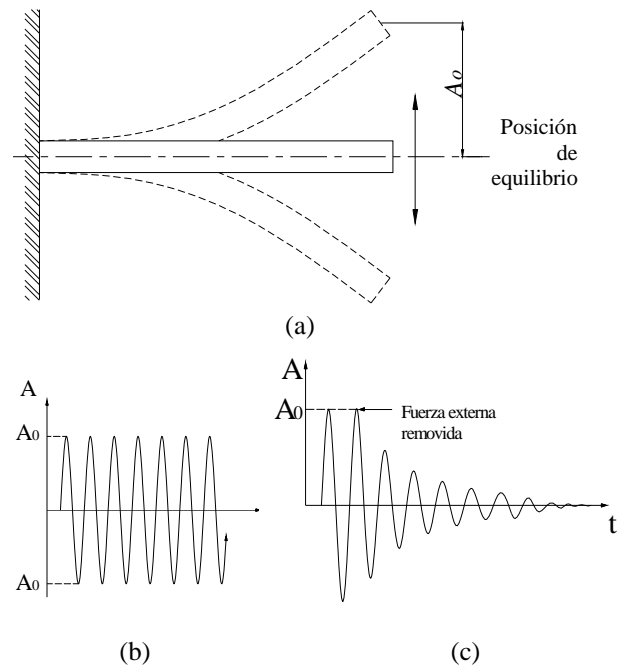 Ao
Posición
de
equilibrio
(a)
A
A0
A0
(b)
A
A0
Fuerza externa
removida
t
(c)